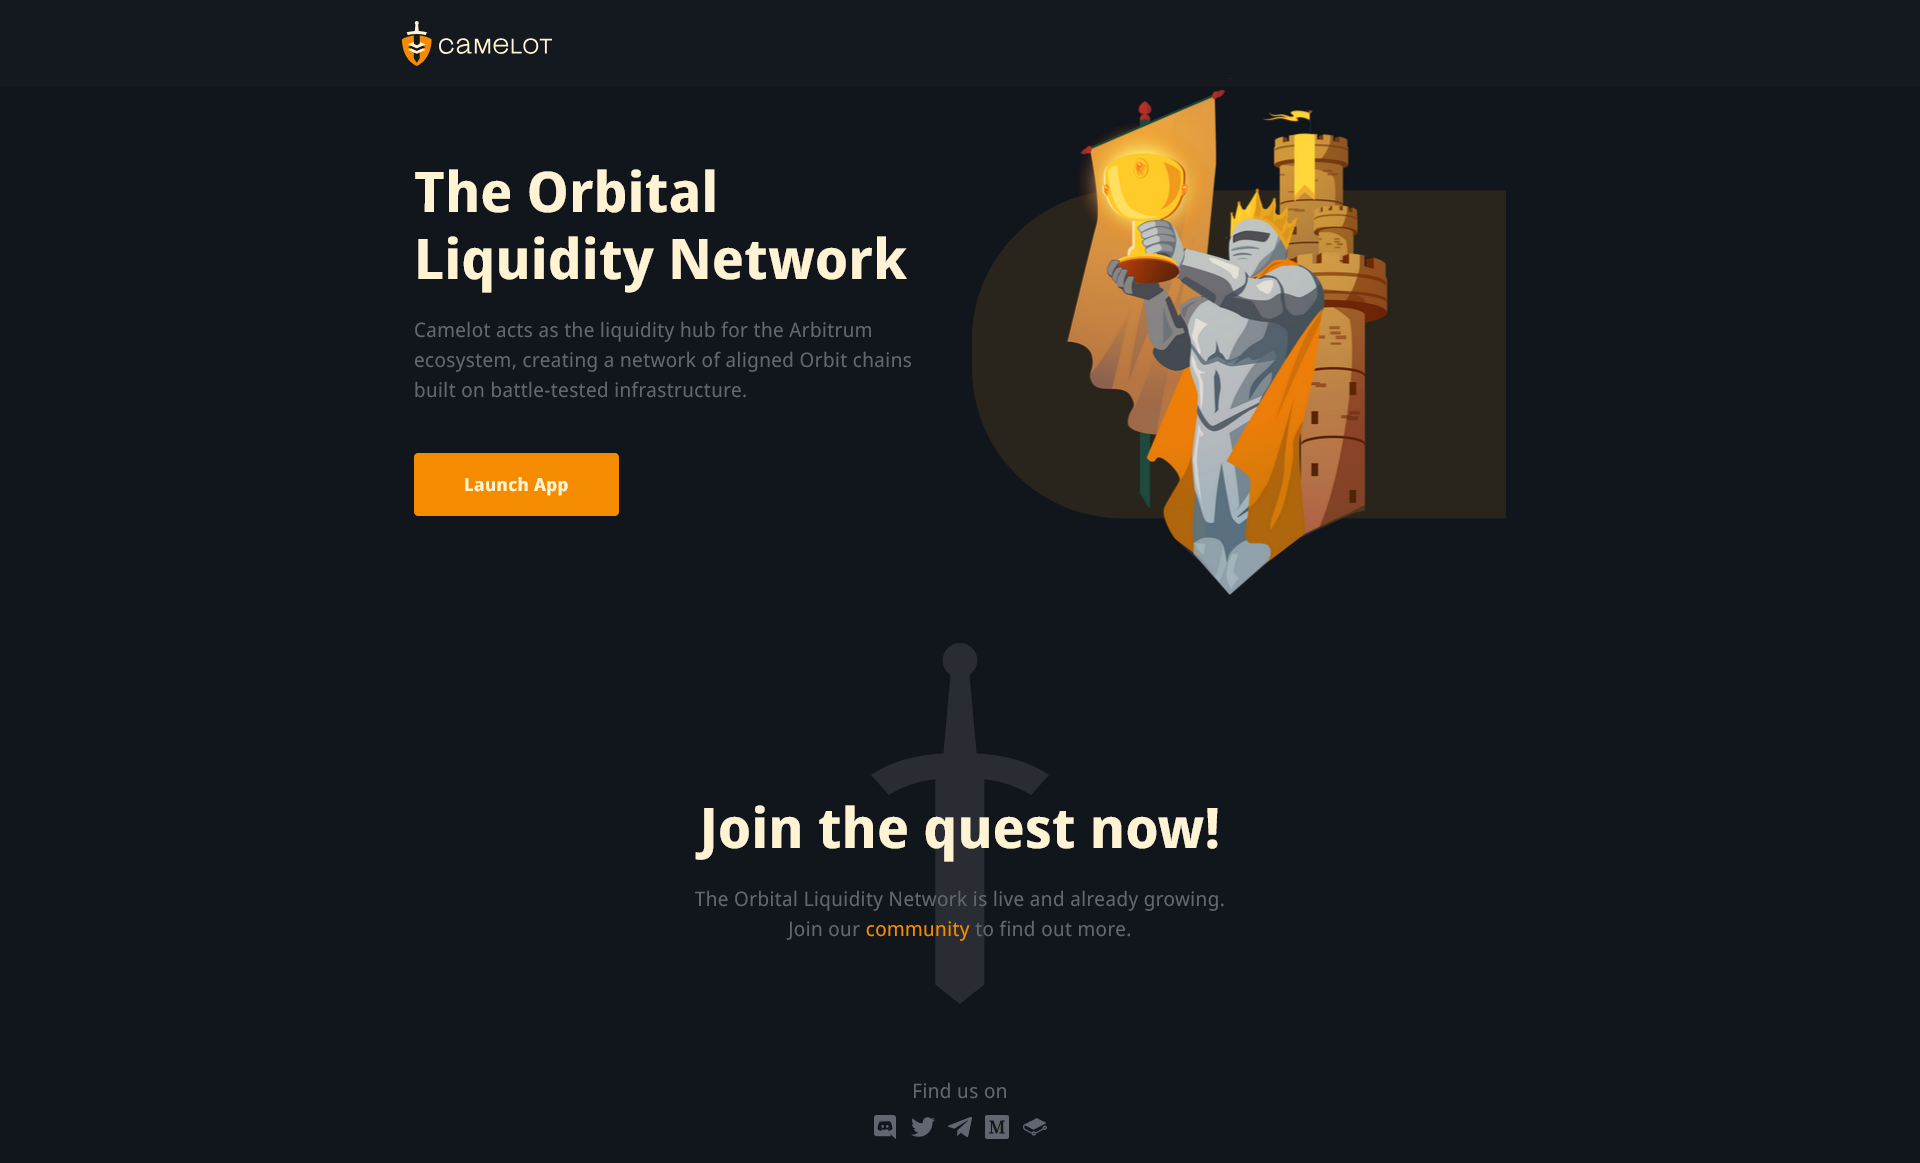 CAMELOT
The Orbital
Liquidity Network
Camelot acts as the liquidity hub for the Arbitrum
ecosystem, creating a network of aligned Orbit chains
built on battle-tested infrastructure.
Launch App
Join the quest now!
The Orbital Liquidity Network is live and already growing.
Join our community to find out more.
Find us on
M